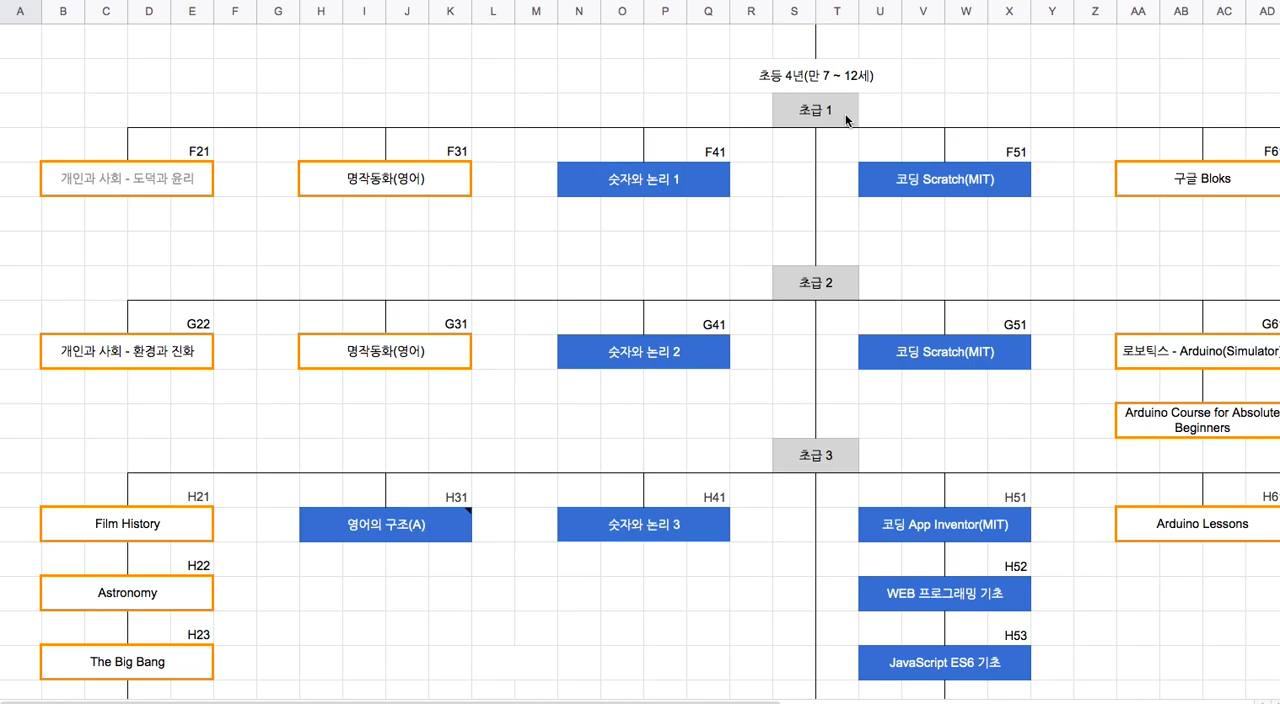 A B C D E F G H I J K L M N O P Q R S T U V W X Y Z AA AB AC AD
초등 4년(만 7 ~ 12세)
초급 1
F21 F31 F41 F51 F6
개인과 사회 - 도덕과 윤리 명작동화(영어) 숫자와 논리 1 코딩 Scratch(MIT) 구글 Bloks
초급 2
G22 G31 G41 G51 G6
개인과 사회 - 환경과 진화 명작동화(영어) 숫자와 논리 2 코딩 Scratch(MIT) 로보틱스 - Arduino(Simulator)
Arduino Course for Absolute
Beginners
초급 3
H21 H31 H41 H51 H6
Film History 영어의 구조(A) 숫자와 논리 3 코딩 App Inventor(MIT) Arduino Lessons
H22 H52
Astronomy WEB 프로그래밍 기초
H23 H53
The Big Bang JavaScript ES6 기초